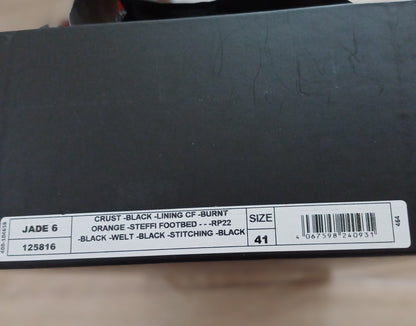 JADE 6
125816
CRUST -BLACK -LINING CF -BURNT
ORANGE -STEFFI FOOTBED - - -RP22
-BLACK -WELT -BLACK -STITCHING -BLACK
SIZE
41
4 067598 240931
464